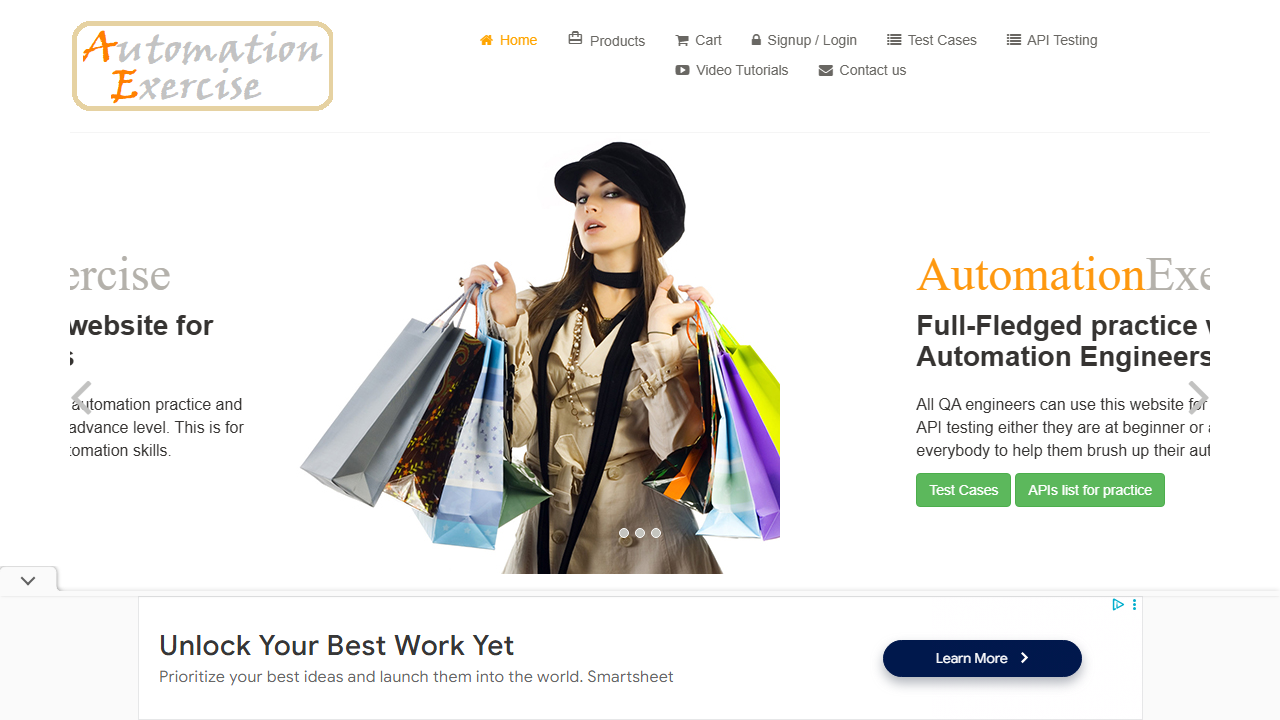 Automation
Exercise
Home
Products
Cart
Signup / Login
Test Cases
API Testing
Video Tutorials
Contact us
ercise
website for
s
automation practice and
advance level. This is for
tomation skills.
AutomationExe
Full-Fledged practice w
Automation Engineers
All QA engineers can use this website for
API testing either they are at beginner or a
everybody to help them brush up their aut
Test Cases
APIs list for practice
Unlock Your Best Work Yet
Prioritize your best ideas and launch them into the world. Smartsheet
Learn More